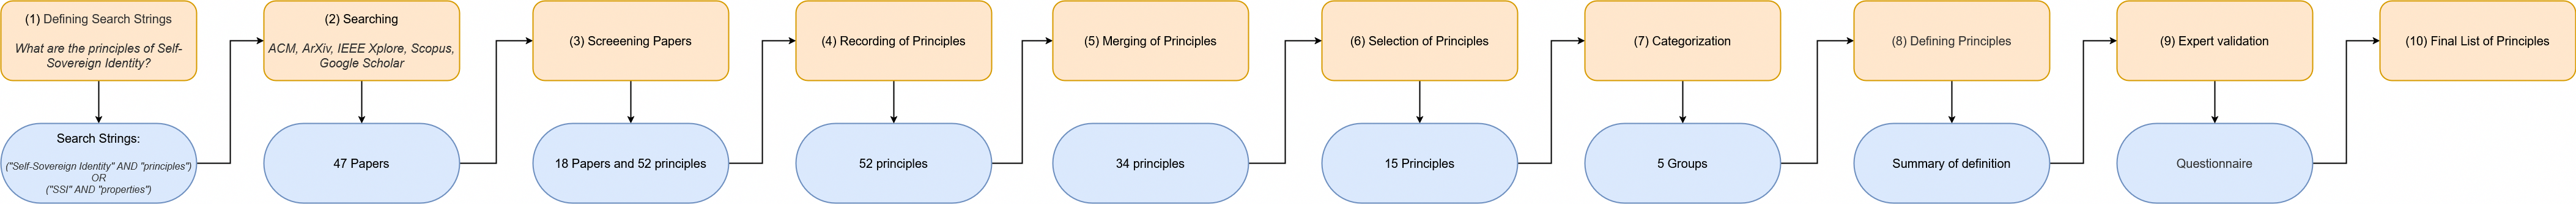 (1) Defining Search Strings
What are the principles of Self-
Sovereign Identity?
Search Strings:
("Self-Sovereign Identity" AND "principles")
OR
("SSI" AND "properties")
(2) Searching
ACM, ArXiv, IEEE Xplore, Scopus,
Google Scholar
47 Papers
(3) Screeening Papers
18 Papers and 52 principles
(4) Recording of Principles
52 principles
(5) Merging of Principles
34 principles
(6) Selection of Principles
15 Principles
(7) Categorization
5 Groups
(8) Defining Principles
Summary of definition
(9) Expert validation
Questionnaire
(10) Final List of Principles